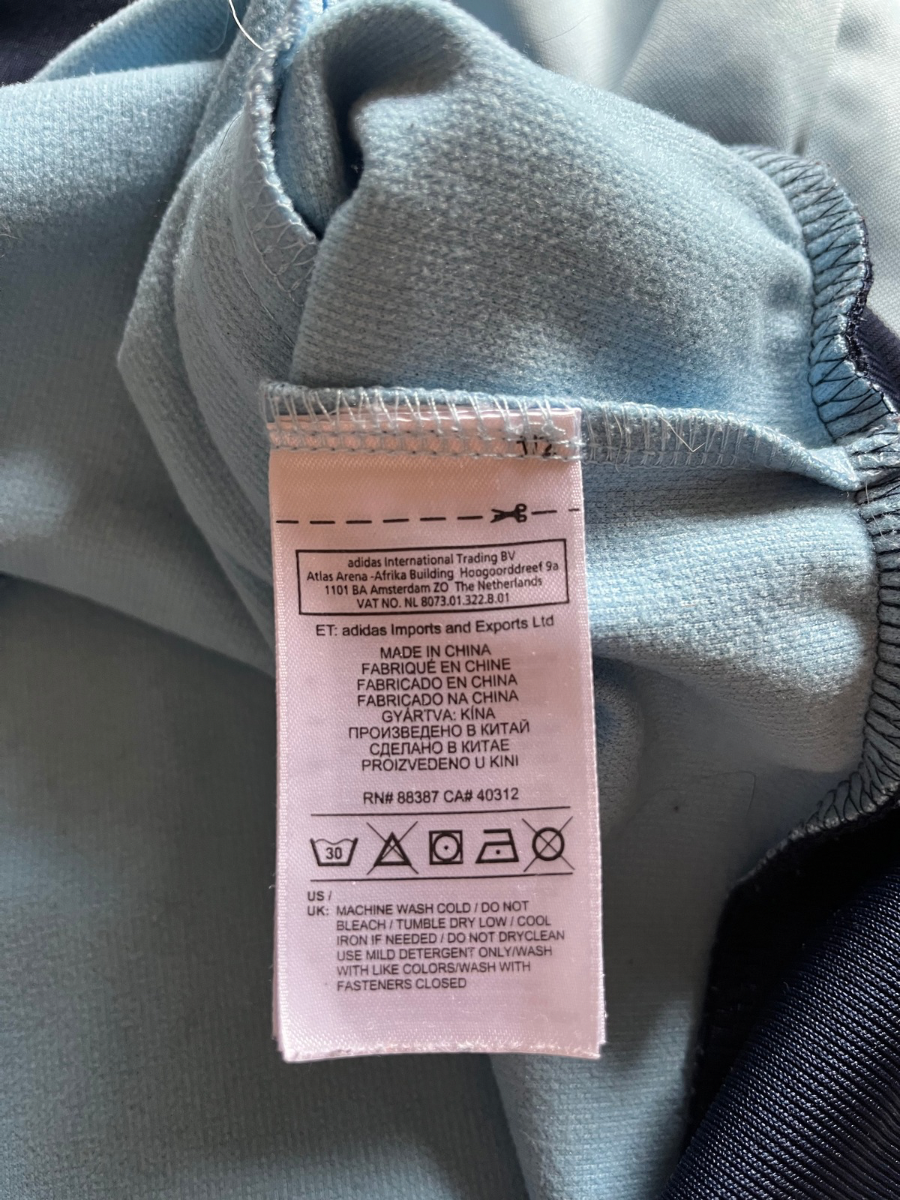 1/2
adidas International Trading BV
Atlas Arena -Afrika Building Hoogoorddreef 9a
1101 BA Amsterdam ZO The Netherlands
VAT NO. NL 8073.01.322.B.01
ET: adidas Imports and Exports Ltd
MADE IN CHINA
FABRIQUÉ EN CHINE
FABRICADO EN CHINA
FABRICADO NA CHINA
GYÁRTVA: KÍNA
ПРОИЗВЕДЕНО В КИТАЙ
СДЕЛАНО В КИТАЕ
PROIZVEDENO U KINI
RN# 88387 CA# 40312
30
US /
UK: MACHINE WASH COLD / DO NOT
BLEACH / TUMBLE DRY LOW / COOL
IRON IF NEEDED / DO NOT DRYCLEAN
USE MILD DETERGENT ONLY/WASH
WITH LIKE COLORS/WASH WITH
FASTENERS CLOSED